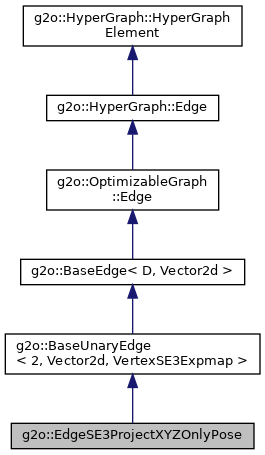 g2o::HyperGraph::HyperGraph
Element
g2o::HyperGraph::Edge
g2o::OptimizableGraph
::Edge
g2o::BaseEdge< D, Vector2d >
g2o::BaseUnaryEdge
< 2, Vector2d, VertexSE3Expmap >
g2o::EdgeSE3ProjectXYZOnlyPose